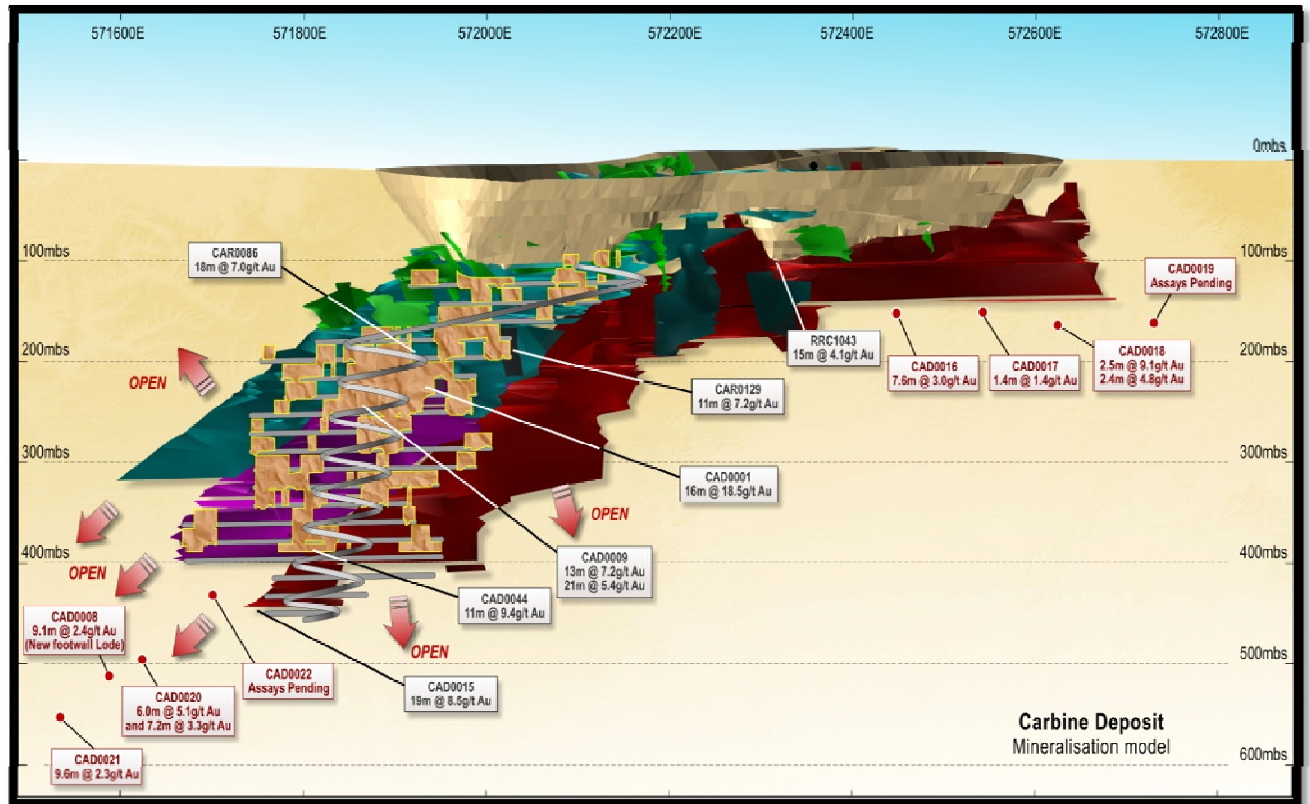 571600E
571800E
572000E
572200E
572400E
572600E
572800E
0mbs
100mbs
100mbs
200mbs
200mbs
300mbs
300mbs
400mbs
400mbs
500mbs
600mbs
CAR0086
18m @ 7.0g/t Au
CAD0019
Assays Pending
RRC1043
15m @ 4.1g/t Au
CAD0016
7.6m @ 3.0g/t Au
CAD0017
1.4m @ 1.4g/t Au
CAD0018
2.5m @ 9.1g/t Au
2.4m @ 4.8g/t Au
OPEN
CAR0129
11m @ 7.2g/t Au
CAD0001
16m @ 18.5g/t Au
OPEN
CAD0009
13m @ 7.2g/t Au
21m @ 5.4g/t Au
OPEN
CAD0044
11m @ 9.4g/t Au
CAD0008
9.1m @ 2.4g/t Au
(New footwall Lode)
OPEN
CAD0022
Assays Pending
CAD0015
19m @ 8.5g/t Au
CAD0020
6.0m @ 5.1g/t Au
and 7.2m @ 3.3g/t Au
CAD0021
9.6m @ 2.3g/t Au
Carbine Deposit
Mineralisation model